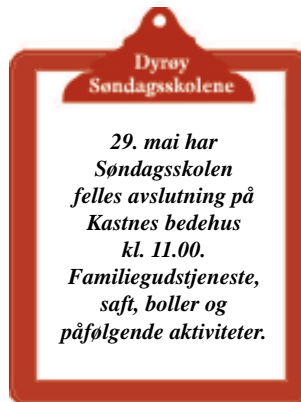 Dyrøy
Søndagsskolene
29. mai har
Søndagsskolen
felles avslutning på
Kastnes bedehus
kl. 11.00.
Familiegudstjeneste,
saft, boller og
påfølgende aktiviteter.